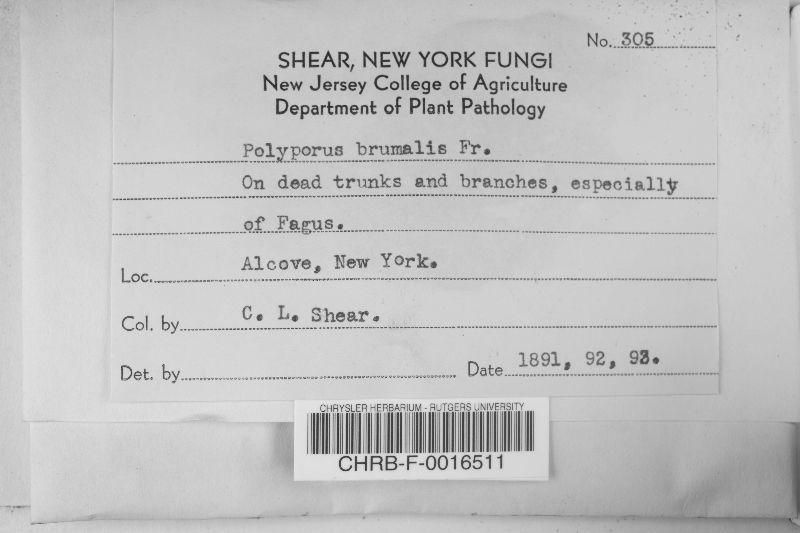 No. 305
SHEAR, NEW YORK FUNGI
New Jersey College of Agriculture
Department of Plant Pathology
Polyporus brumalis Fr.
On dead trunks and branches, especially
of Fagus.
Loc. Alcove, New York.
Col. by C. L. Shear.
Det. by Date 1891, 92, 93.
CHRYSLER HERBARIUM - RUTGERS UNIVERSITY
CHRB-F-0016511